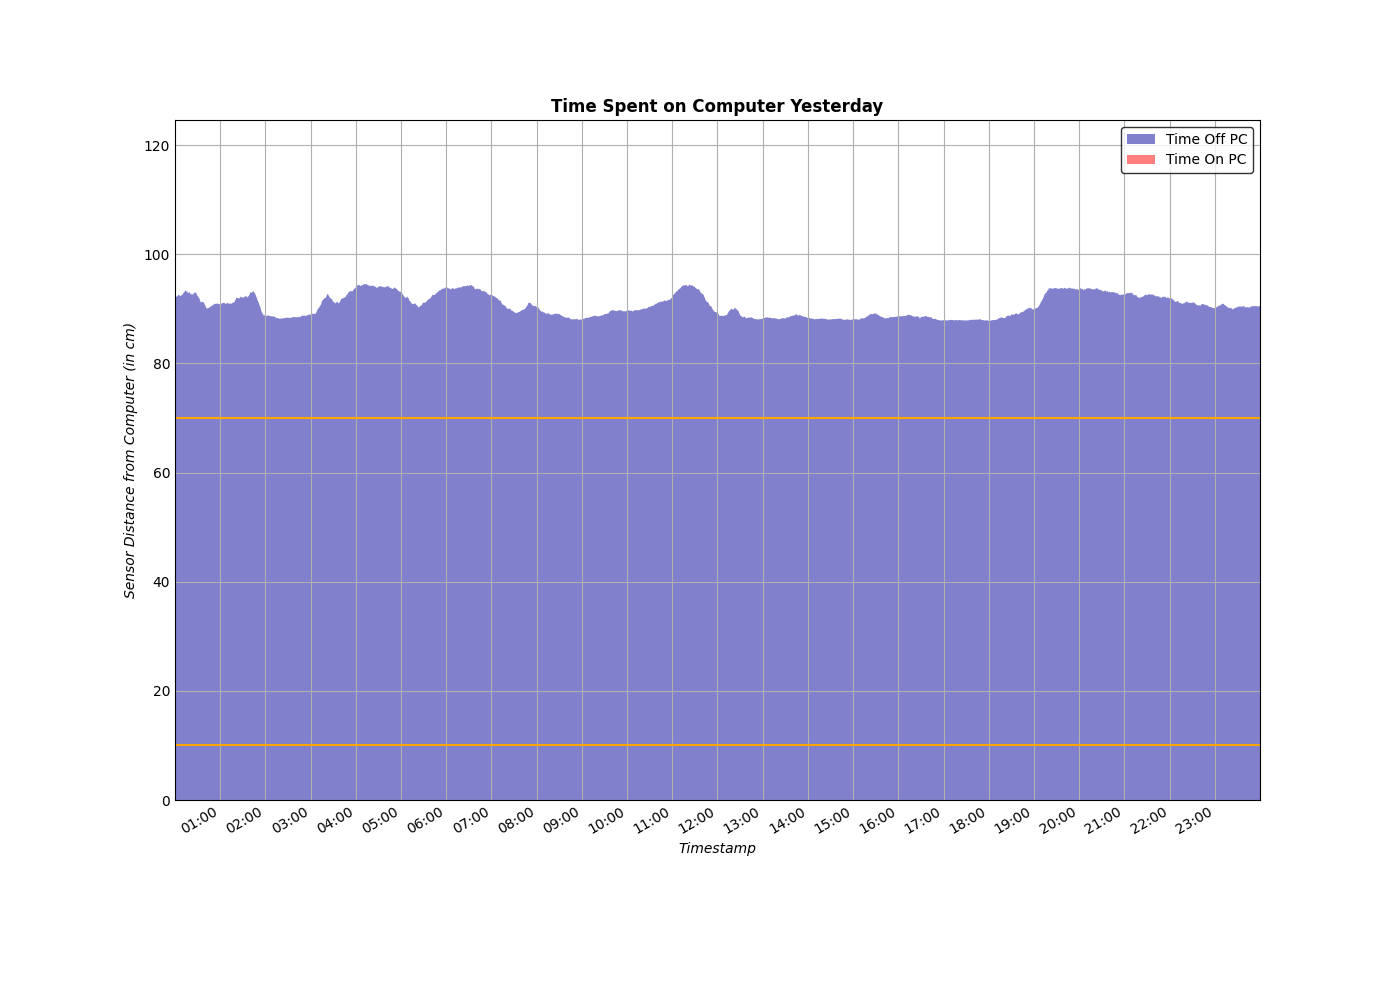 Time Spent on Computer Yesterday
Time Off PC
Time On PC
120
100
80
60
40
20
0
Sensor Distance from Computer (in cm)
01:00 02:00 03:00 04:00 05:00 06:00 07:00 08:00 09:00 10:00 11:00 12:00 13:00 14:00 15:00 16:00 17:00 18:00 19:00 20:00 21:00 22:00 23:00
Timestamp